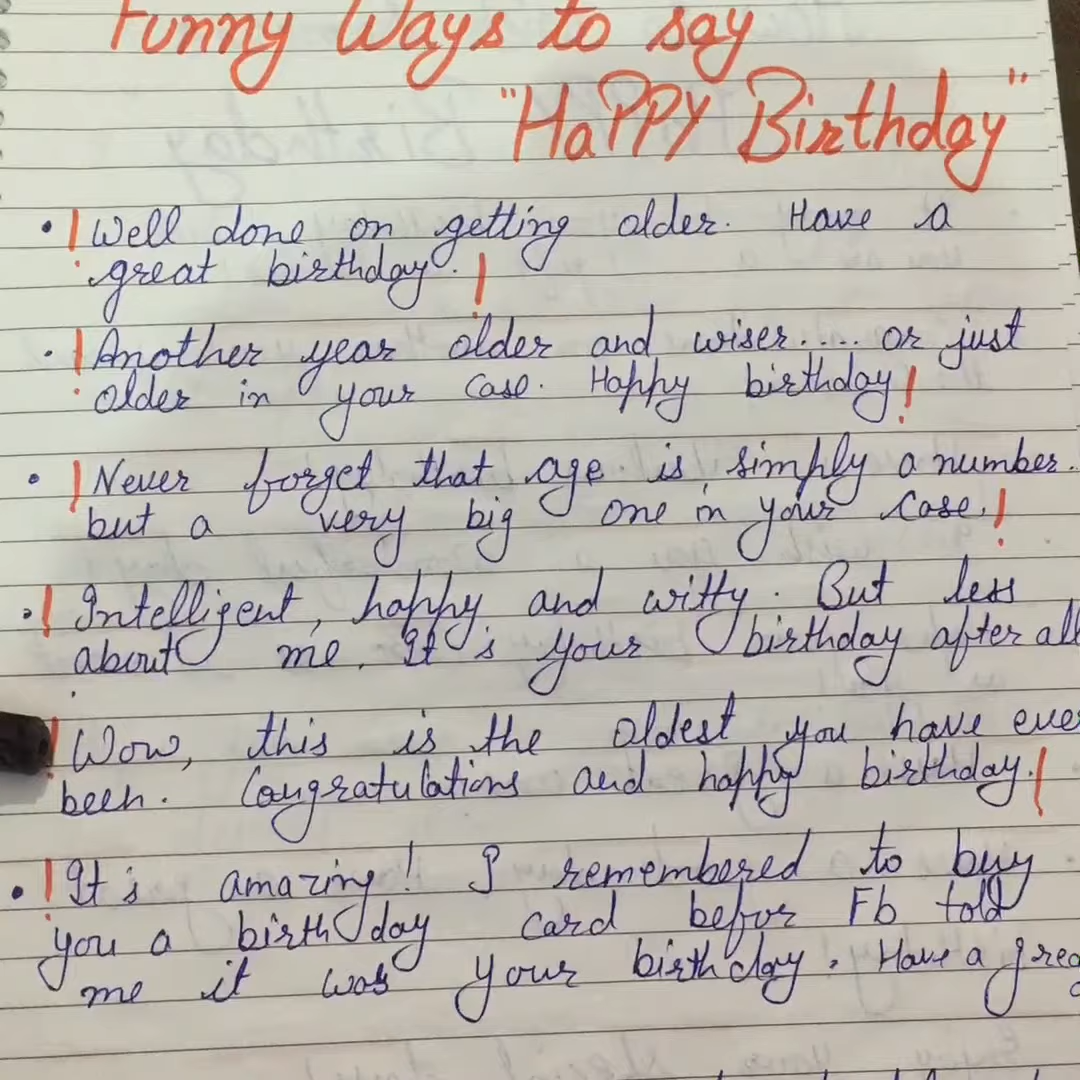 Funny Ways to say
"HaPPY Birthday"
• ! Well done on getting older. Have a
great birthday. !
• ! Another year older and wiser.... or just
older in your case. Happy birthday !
• ! Never forget that age is simply a number.
but a very big one in your case. !
• ! Intelligent, happy and witty. But less
about me. It's your birthday after all
! Wow, this is the oldest you have ever
been. Congratulations and happy birthday. !
• ! It is amazing! I remembered to buy
you a birthday card befor Fb told
me it was your birthday. Have a grea